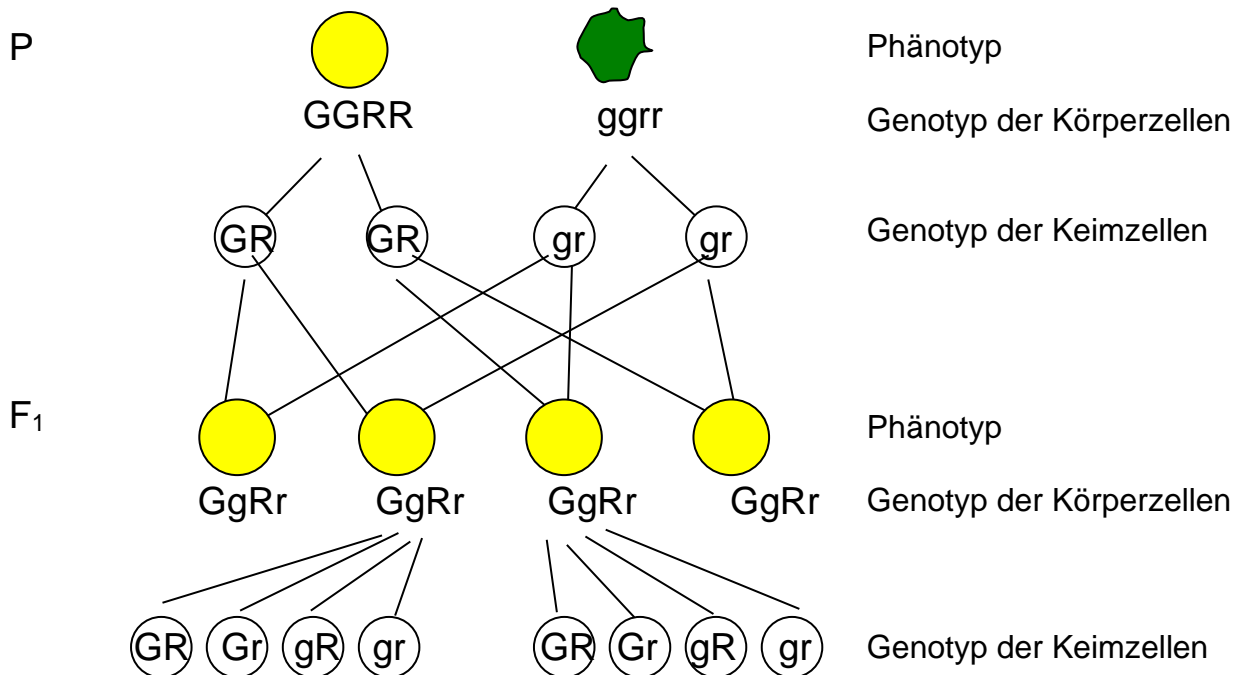 P Phänotyp
GGRR ggrr Genotyp der Körperzellen
GR GR gr gr Genotyp der Keimzellen
F₁ Phänotyp
GgRr GgRr GgRr GgRr Genotyp der Körperzellen
GR Gr gR gr GR Gr gR gr Genotyp der Keimzellen